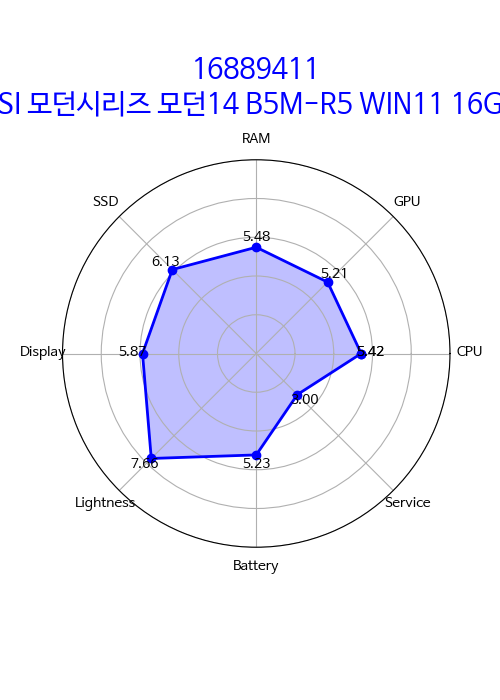 16889411
SI 모던시리즈 모던14 B5M-R5 WIN11 16G
RAM
SSD
GPU
5.48
6.13
5.21
Display
5.87
5.42
CPU
3.00
7.66
5.23
Lightness
Service
Battery